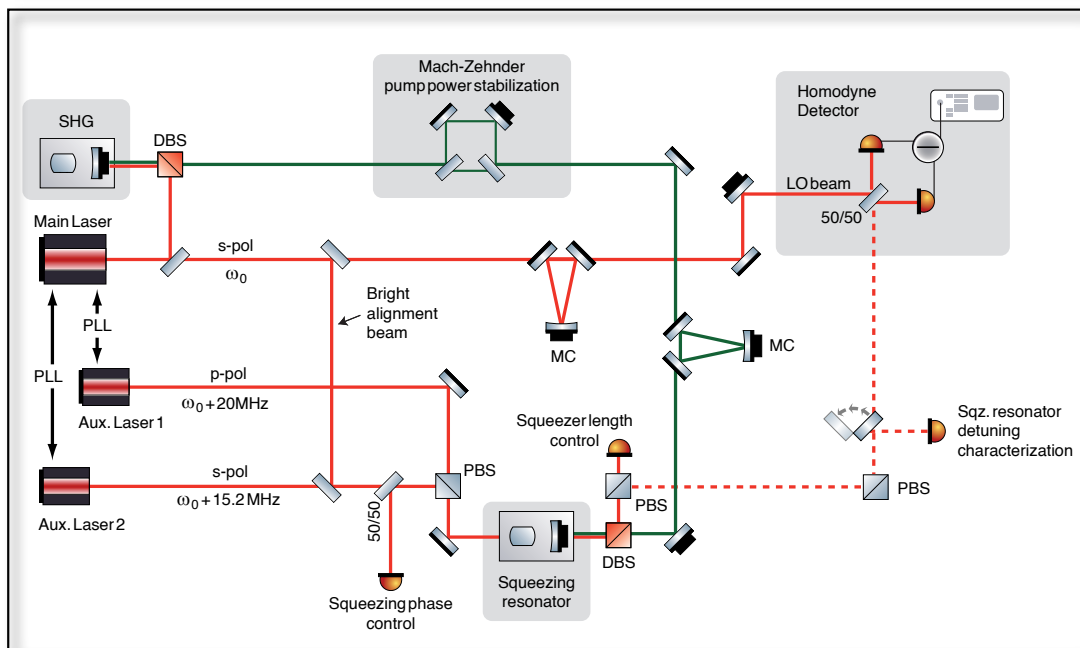 Mach-Zehnder
pump power stabilization
Homodyne
Detector
SHG
DBS
LO beam
50/50
Main Laser
s-pol
ω0
Bright
alignment
beam
MC
MC
PLL
PLL
p-pol
ω0+20MHz
Aux. Laser 1
Squeezer length
control
Sqz. resonator
detuning
characterization
s-pol
ω0+15.2MHz
Aux. Laser 2
50/50
PBS
PBS
PBS
DBS
Squeezing phase
control
Squeezing
resonator